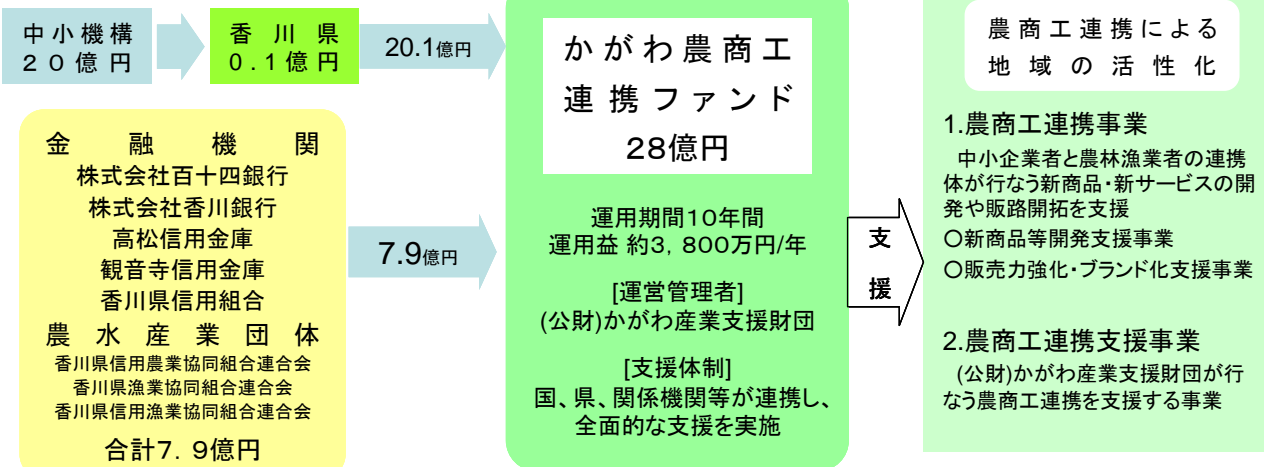 中小機構
２０億円
香川県
０.１億円
20.1億円
金融機関
株式会社百十四銀行
株式会社香川銀行
高松信用金庫
観音寺信用金庫
香川県信用組合
農水産業団体
香川県信用農業協同組合連合会
香川県漁業協同組合連合会
香川県信用漁業協同組合連合会
合計７．９億円
7.9億円
かがわ農商工
連携ファンド
28億円
運用期間１０年間
運用益 約３，８００万円/年
[運営管理者]
(公財)かがわ産業支援財団
[支援体制]
国、県、関係機関等が連携し、
全面的な支援を実施
支
援
農商工連携による
地域の活性化
1.農商工連携事業
中小企業者と農林漁業者の連携
体が行なう新商品・新サービスの開
発や販路開拓を支援
○新商品等開発支援事業
○販売力強化・ブランド化支援事業
2.農商工連携支援事業
(公財)かがわ産業支援財団が行
なう農商工連携を支援する事業